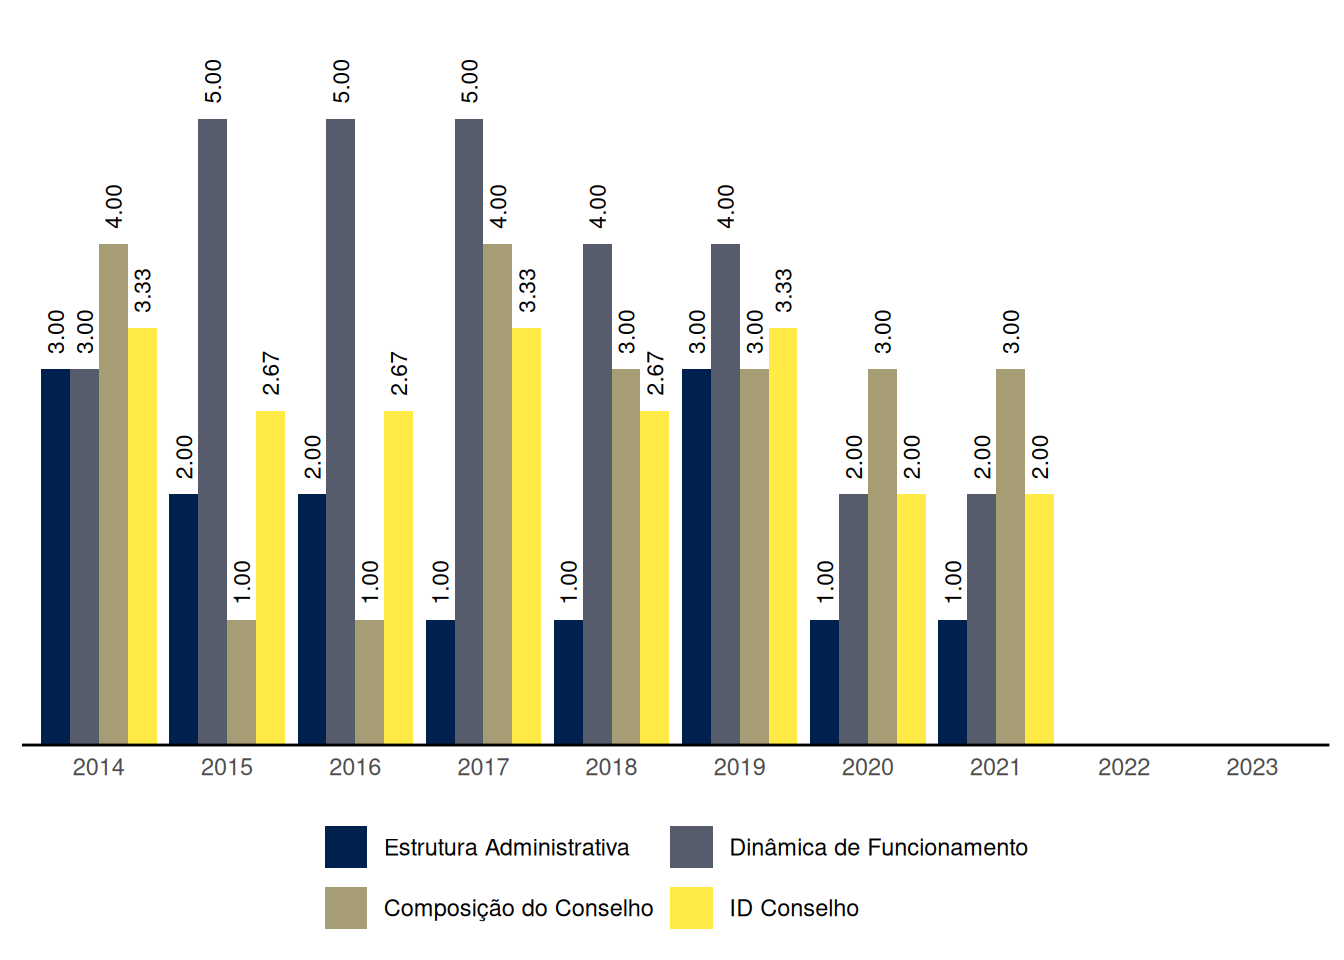 3.00 3.00 4.00 3.33
2.00 5.00 1.00 2.67
2.00 5.00 1.00 2.67
1.00 5.00 4.00 3.33
1.00 4.00 3.00 2.67
3.00 4.00 3.00 3.33
1.00 2.00 3.00 2.00
1.00 2.00 3.00 2.00
2014 2015 2016 2017 2018 2019 2020 2021 2022 2023
Estrutura Administrativa Dinâmica de Funcionamento
Composição do Conselho ID Conselho